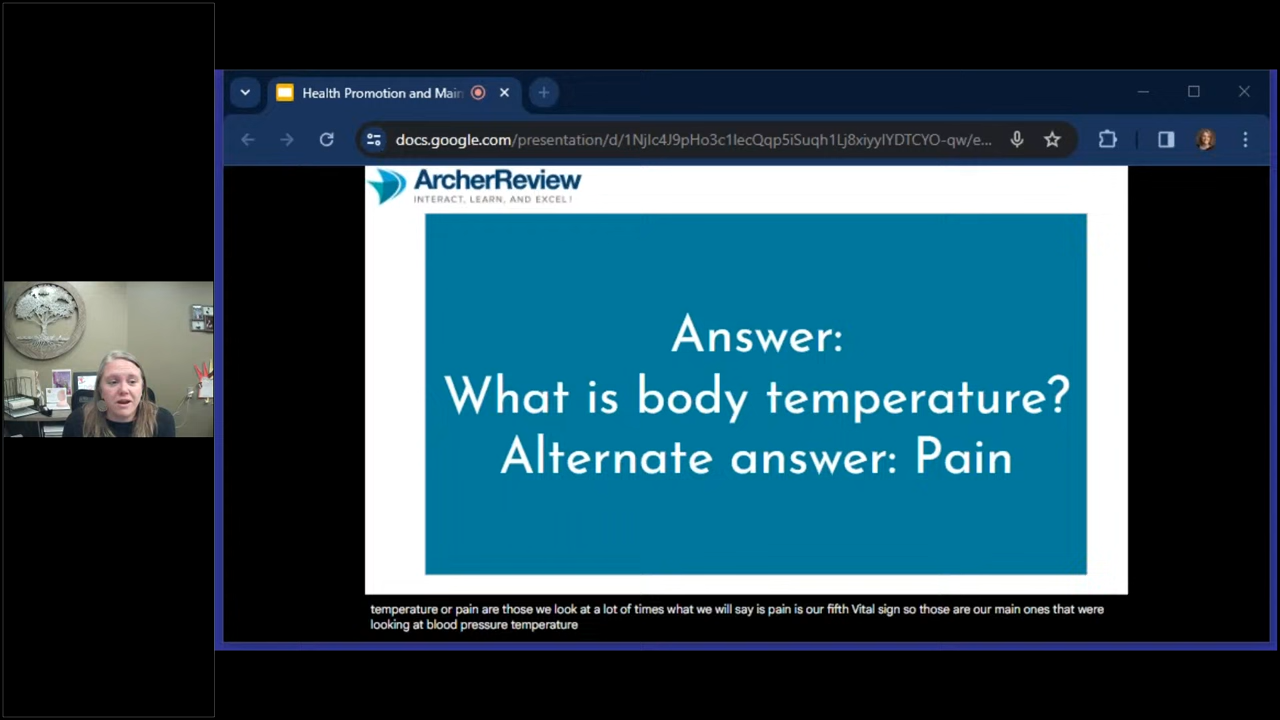 Health Promotion and Main
docs.google.com/presentation/d/1Njlc4J9pHo3c1lecQqp5iSuqh1Lj8xiyylYDTCYO-qw/e...
ArcherReview
INTERACT, LEARN, AND EXCEL!
Answer:
What is body temperature?
Alternate answer: Pain
temperature or pain are those we look at a lot of times what we will say is pain is our fifth Vital sign so those are our main ones that were
looking at blood pressure temperature